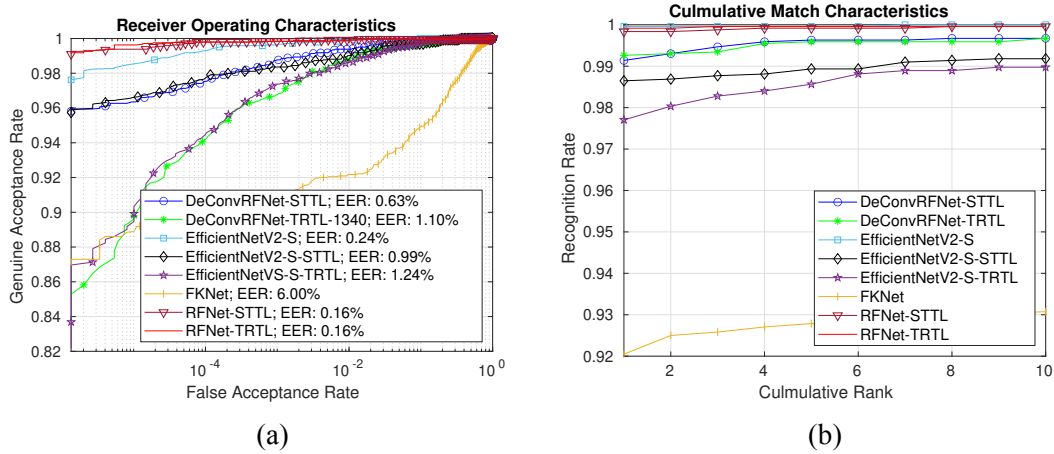 Receiver Operating Characteristics
1
0.98
0.96
0.94
0.92
0.9
0.88
0.86
0.84
0.82
Genuine Acceptance Rate
DeConvRFNet-STTL; EER: 0.63%
DeConvRFNet-TRTL-1340; EER: 1.10%
EfficientNetV2-S; EER: 0.24%
EfficientNetV2-S-STTL; EER: 0.99%
EfficientNetVS-S-TRTL; EER: 1.24%
FKNet; EER: 6.00%
RFNet-STTL; EER: 0.16%
RFNet-TRTL; EER: 0.16%
10-4
10-2
100
False Acceptance Rate
(a)
Culmulative Match Characteristics
1
0.99
0.98
0.97
0.96
0.95
0.94
0.93
0.92
Recognition Rate
DeConvRFNet-STTL
DeConvRFNet-TRTL
EfficientNetV2-S
EfficientNetV2-S-STTL
EfficientNetV2-S-TRTL
FKNet
RFNet-STTL
RFNet-TRTL
2
4
6
8
10
Culmulative Rank
(b)